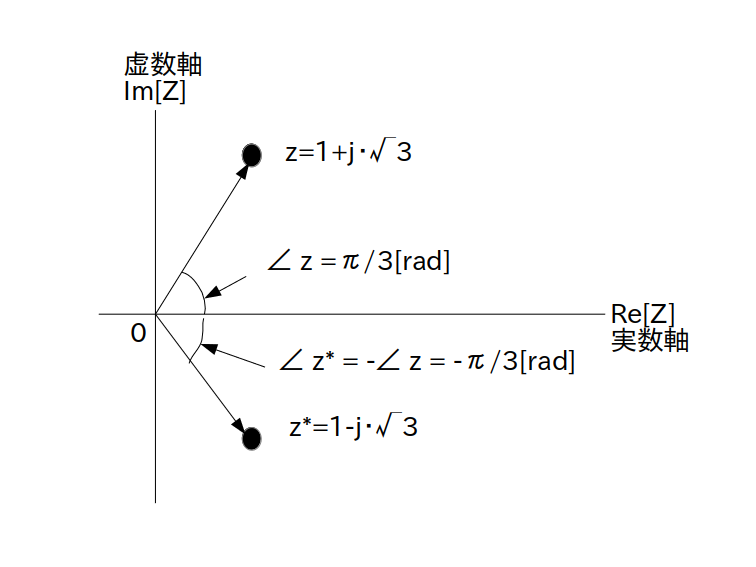 虚数軸
Im[Z]
z=1+j·√3
∠ z = π/3[rad]
Re[Z]
実数軸
0
∠ z* = -∠ z = -π/3[rad]
z*=1-j·√3